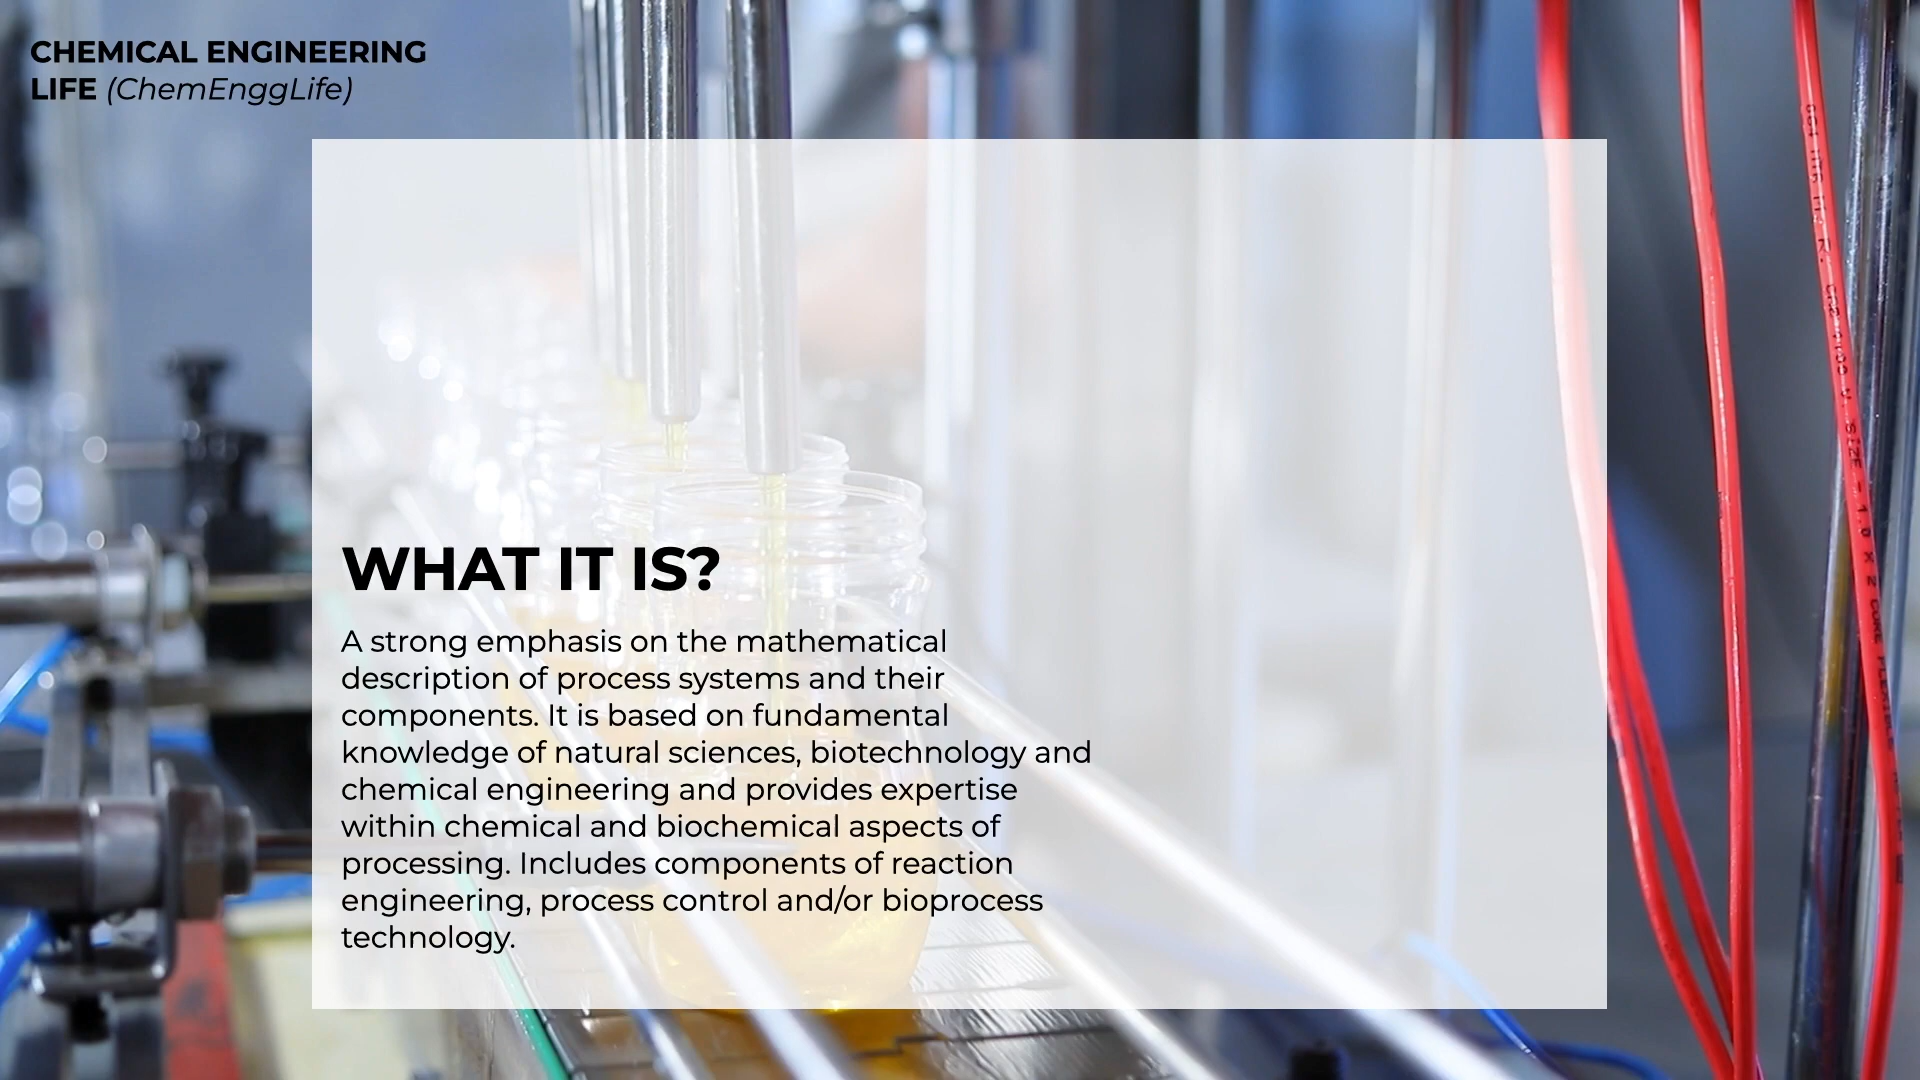 CHEMICAL ENGINEERING
LIFE (ChemEnggLife)
WHAT IT IS?
A strong emphasis on the mathematical
description of process systems and their
components. It is based on fundamental
knowledge of natural sciences, biotechnology and
chemical engineering and provides expertise
within chemical and biochemical aspects of
processing. Includes components of reaction
engineering, process control and/or bioprocess
technology.